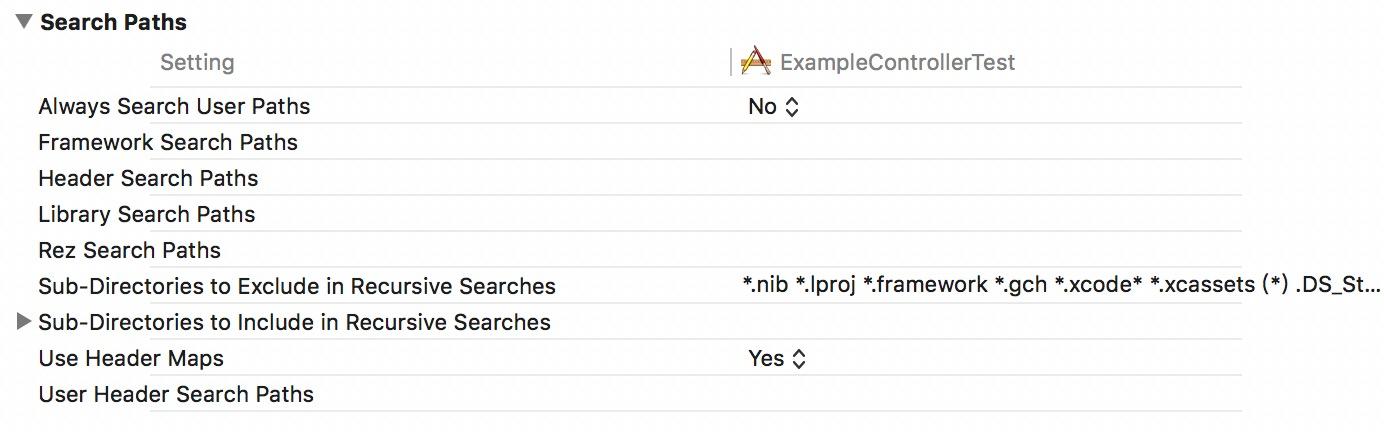 Search Paths
Setting ExampleControllerTest
Always Search User Paths No
Framework Search Paths
Header Search Paths
Library Search Paths
Rez Search Paths
Sub-Directories to Exclude in Recursive Searches *.nib *.lproj *.framework *.gch *.xcode* *.xcassets (*) .DS_St...
Sub-Directories to Include in Recursive Searches
Use Header Maps Yes
User Header Search Paths